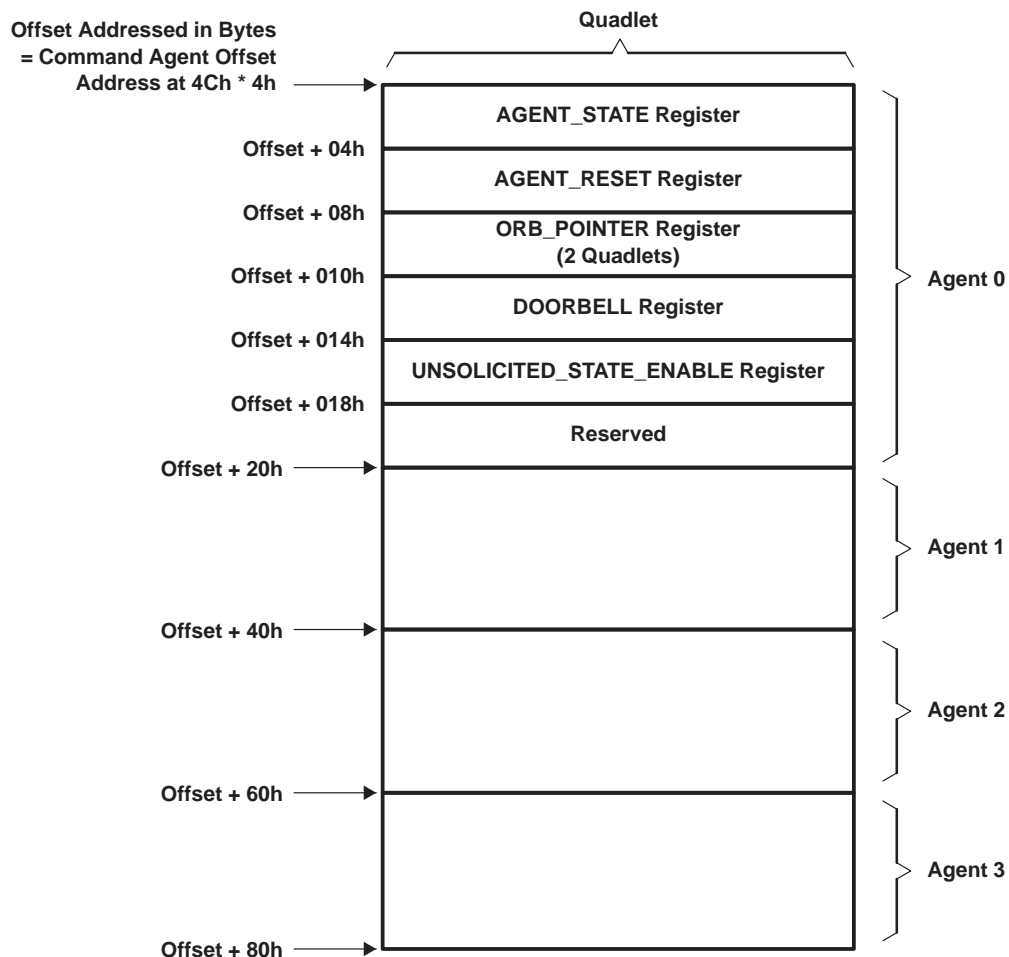 Quadlet
Offset Addressed in Bytes
= Command Agent Offset
Address at 4Ch * 4h
AGENT_STATE Register
Offset + 04h
AGENT_RESET Register
Offset + 08h
ORB_POINTER Register
(2 Quadlets)
Offset + 010h
Agent 0
DOORBELL Register
Offset + 014h
UNSOLICITED_STATE_ENABLE Register
Offset + 018h
Reserved
Offset + 20h
Agent 1
Offset + 40h
Agent 2
Offset + 60h
Agent 3
Offset + 80h